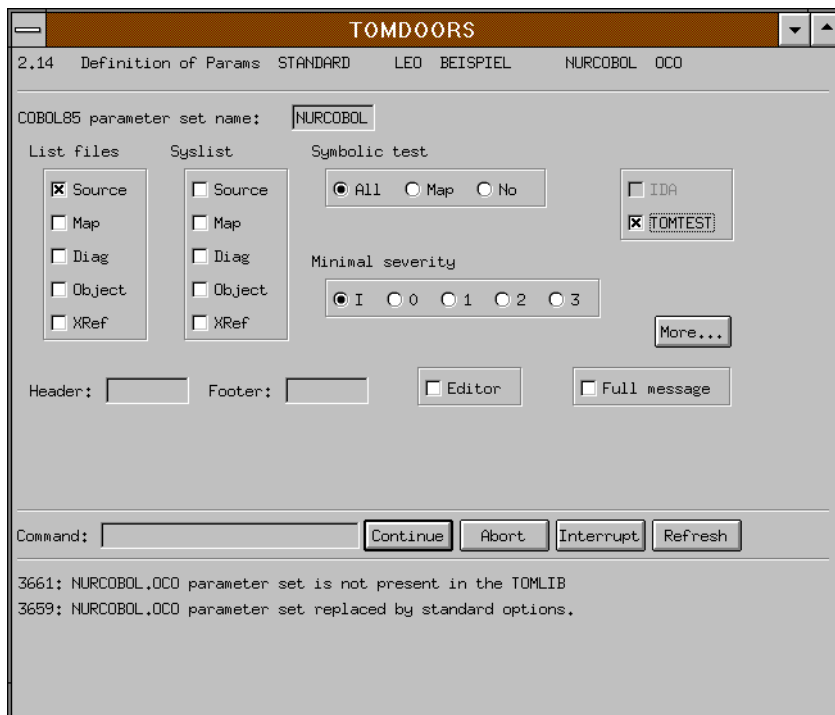 TOMDOORS
2.14 Definition of Params STANDARD LEO BEISPIEL NURCOBOL OCO
COBOL85 parameter set name: NURCOBOL
List files Syslist Symbolic test
Source Source All Map No IDA
Map Map TOMTEST
Diag Diag Minimal severity
Object Object I 0 1 2 3
XRef XRef More...
Header: Footer: Editor Full message
Command: Continue Abort Interrupt Refresh
3661: NURCOBOL.OCO parameter set is not present in the TOMLIB
3659: NURCOBOL.OCO parameter set replaced by standard options.